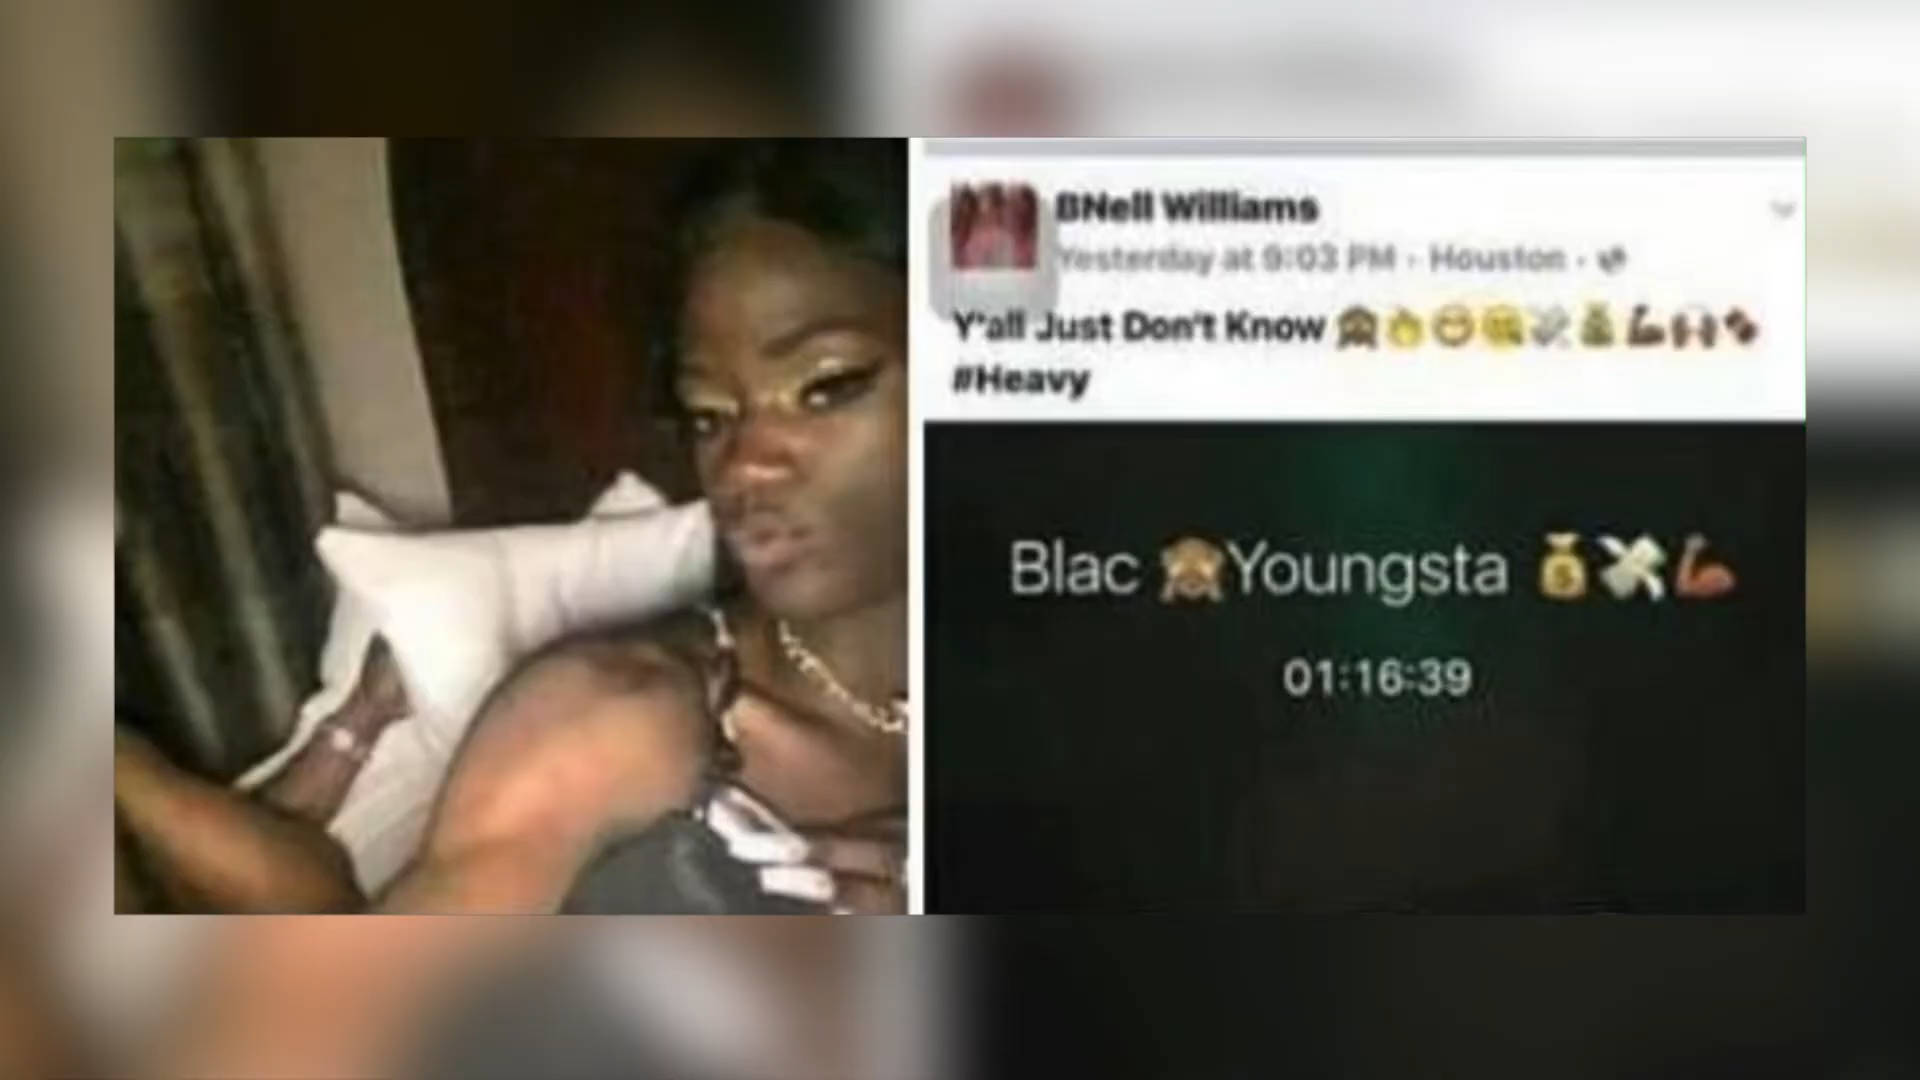 BNell Williams
Yesterday at 9:03 PM · Houston ·
Y'all Just Don't Know 🙊👌😁🤐💸💰💪🏾🙌🏾🍫
#Heavy
Blac 🙈Youngsta 💰💸💪🏾
01:16:39